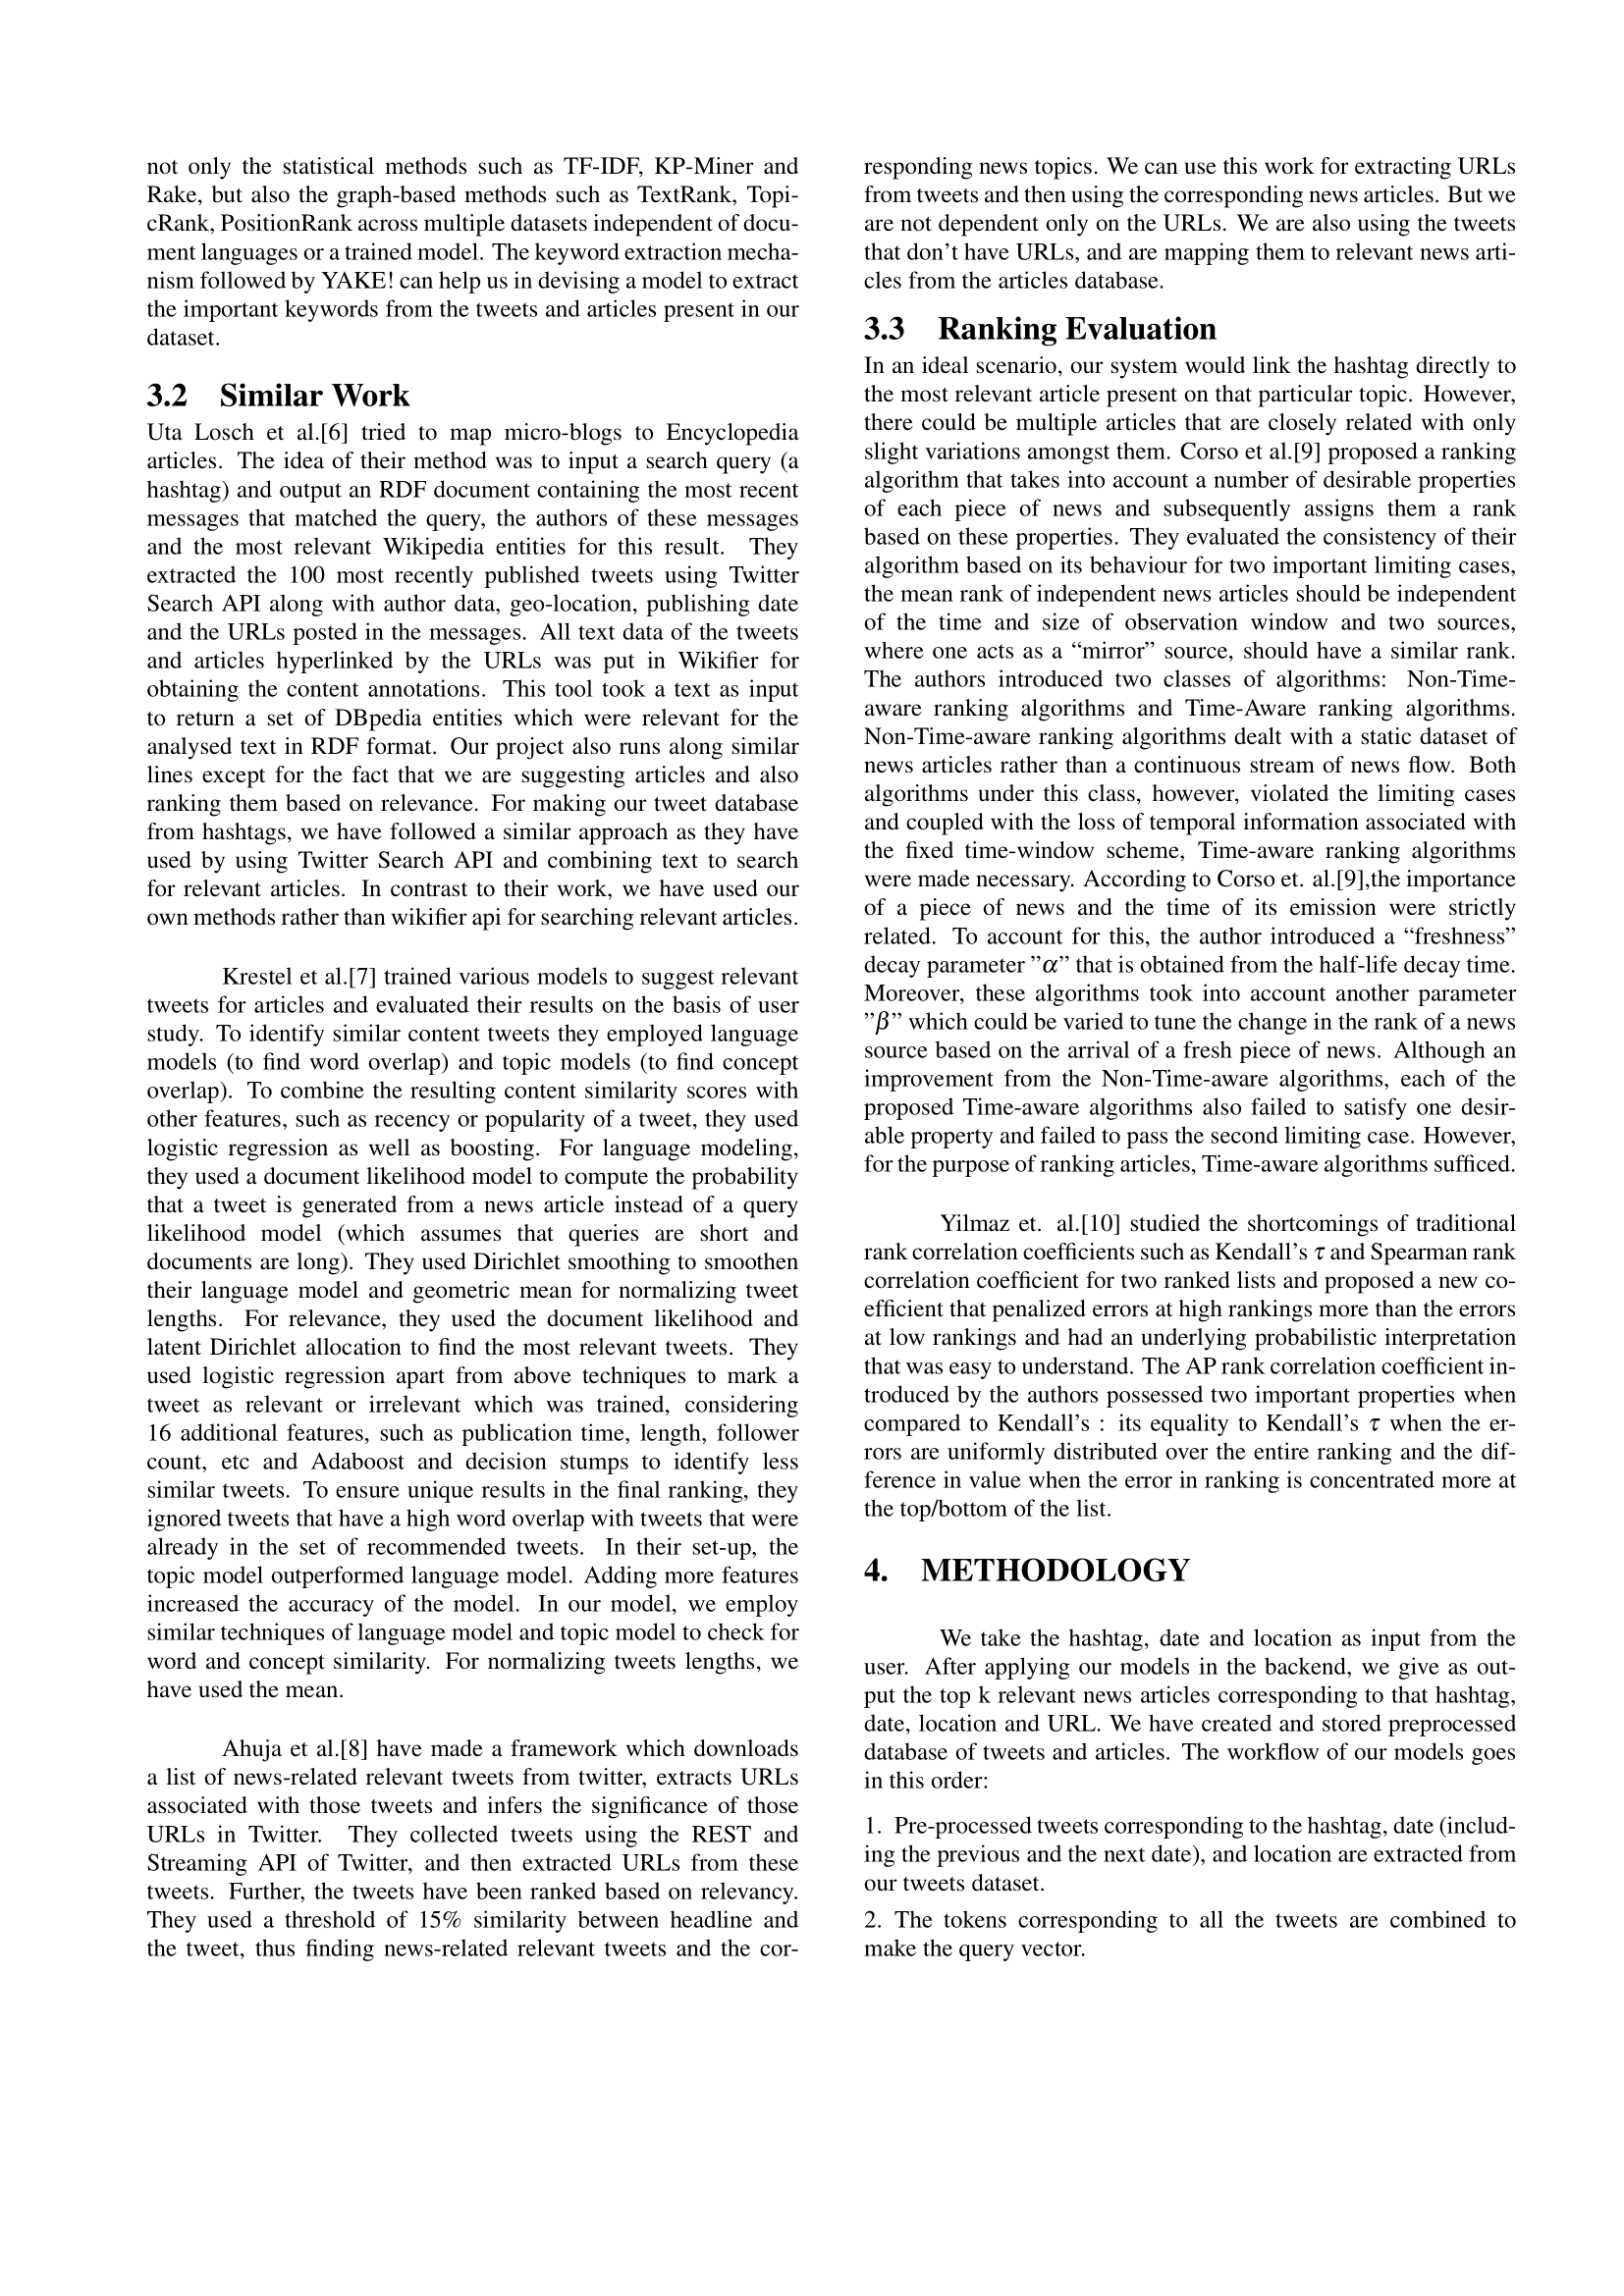 not only the statistical methods such as TF-IDF, KP-Miner and
Rake, but also the graph-based methods such as TextRank, Topi-
cRank, PositionRank across multiple datasets independent of docu-
ment languages or a trained model. The keyword extraction mecha-
nism followed by YAKE! can help us in devising a model to extract
the important keywords from the tweets and articles present in our
dataset.
3.2 Similar Work
Uta Losch et al.[6] tried to map micro-blogs to Encyclopedia
articles. The idea of their method was to input a search query (a
hashtag) and output an RDF document containing the most recent
messages that matched the query, the authors of these messages
and the most relevant Wikipedia entities for this result. They
extracted the 100 most recently published tweets using Twitter
Search API along with author data, geo-location, publishing date
and the URLs posted in the messages. All text data of the tweets
and articles hyperlinked by the URLs was put in Wikifier for
obtaining the content annotations. This tool took a text as input
to return a set of DBpedia entities which were relevant for the
analysed text in RDF format. Our project also runs along similar
lines except for the fact that we are suggesting articles and also
ranking them based on relevance. For making our tweet database
from hashtags, we have followed a similar approach as they have
used by using Twitter Search API and combining text to search
for relevant articles. In contrast to their work, we have used our
own methods rather than wikifier api for searching relevant articles.
Krestel et al.[7] trained various models to suggest relevant
tweets for articles and evaluated their results on the basis of user
study. To identify similar content tweets they employed language
models (to find word overlap) and topic models (to find concept
overlap). To combine the resulting content similarity scores with
other features, such as recency or popularity of a tweet, they used
logistic regression as well as boosting. For language modeling,
they used a document likelihood model to compute the probability
that a tweet is generated from a news article instead of a query
likelihood model (which assumes that queries are short and
documents are long). They used Dirichlet smoothing to smoothen
their language model and geometric mean for normalizing tweet
lengths. For relevance, they used the document likelihood and
latent Dirichlet allocation to find the most relevant tweets. They
used logistic regression apart from above techniques to mark a
tweet as relevant or irrelevant which was trained, considering
16 additional features, such as publication time, length, follower
count, etc and Adaboost and decision stumps to identify less
similar tweets. To ensure unique results in the final ranking, they
ignored tweets that have a high word overlap with tweets that were
already in the set of recommended tweets. In their set-up, the
topic model outperformed language model. Adding more features
increased the accuracy of the model. In our model, we employ
similar techniques of language model and topic model to check for
word and concept similarity. For normalizing tweets lengths, we
have used the mean.
Ahuja et al.[8] have made a framework which downloads
a list of news-related relevant tweets from twitter, extracts URLs
associated with those tweets and infers the significance of those
URLs in Twitter. They collected tweets using the REST and
Streaming API of Twitter, and then extracted URLs from these
tweets. Further, the tweets have been ranked based on relevancy.
They used a threshold of 15% similarity between headline and
the tweet, thus finding news-related relevant tweets and the cor-
responding news topics. We can use this work for extracting URLs
from tweets and then using the corresponding news articles. But we
are not dependent only on the URLs. We are also using the tweets
that don't have URLs, and are mapping them to relevant news arti-
cles from the articles database.
3.3 Ranking Evaluation
In an ideal scenario, our system would link the hashtag directly to
the most relevant article present on that particular topic. However,
there could be multiple articles that are closely related with only
slight variations amongst them. Corso et al.[9] proposed a ranking
algorithm that takes into account a number of desirable properties
of each piece of news and subsequently assigns them a rank
based on these properties. They evaluated the consistency of their
algorithm based on its behaviour for two important limiting cases,
the mean rank of independent news articles should be independent
of the time and size of observation window and two sources,
where one acts as a “mirror” source, should have a similar rank.
The authors introduced two classes of algorithms: Non-Time-
aware ranking algorithms and Time-Aware ranking algorithms.
Non-Time-aware ranking algorithms dealt with a static dataset of
news articles rather than a continuous stream of news flow. Both
algorithms under this class, however, violated the limiting cases
and coupled with the loss of temporal information associated with
the fixed time-window scheme, Time-aware ranking algorithms
were made necessary. According to Corso et. al.[9],the importance
of a piece of news and the time of its emission were strictly
related. To account for this, the author introduced a “freshness”
decay parameter ”α” that is obtained from the half-life decay time.
Moreover, these algorithms took into account another parameter
”β” which could be varied to tune the change in the rank of a news
source based on the arrival of a fresh piece of news. Although an
improvement from the Non-Time-aware algorithms, each of the
proposed Time-aware algorithms also failed to satisfy one desir-
able property and failed to pass the second limiting case. However,
for the purpose of ranking articles, Time-aware algorithms sufficed.
Yilmaz et. al.[10] studied the shortcomings of traditional
rank correlation coefficients such as Kendall's τ and Spearman rank
correlation coefficient for two ranked lists and proposed a new co-
efficient that penalized errors at high rankings more than the errors
at low rankings and had an underlying probabilistic interpretation
that was easy to understand. The AP rank correlation coefficient in-
troduced by the authors possessed two important properties when
compared to Kendall's : its equality to Kendall's τ when the er-
rors are uniformly distributed over the entire ranking and the dif-
ference in value when the error in ranking is concentrated more at
the top/bottom of the list.
4. METHODOLOGY
We take the hashtag, date and location as input from the
user. After applying our models in the backend, we give as out-
put the top k relevant news articles corresponding to that hashtag,
date, location and URL. We have created and stored preprocessed
database of tweets and articles. The workflow of our models goes
in this order:
1. Pre-processed tweets corresponding to the hashtag, date (includ-
ing the previous and the next date), and location are extracted from
our tweets dataset.
2. The tokens corresponding to all the tweets are combined to
make the query vector.